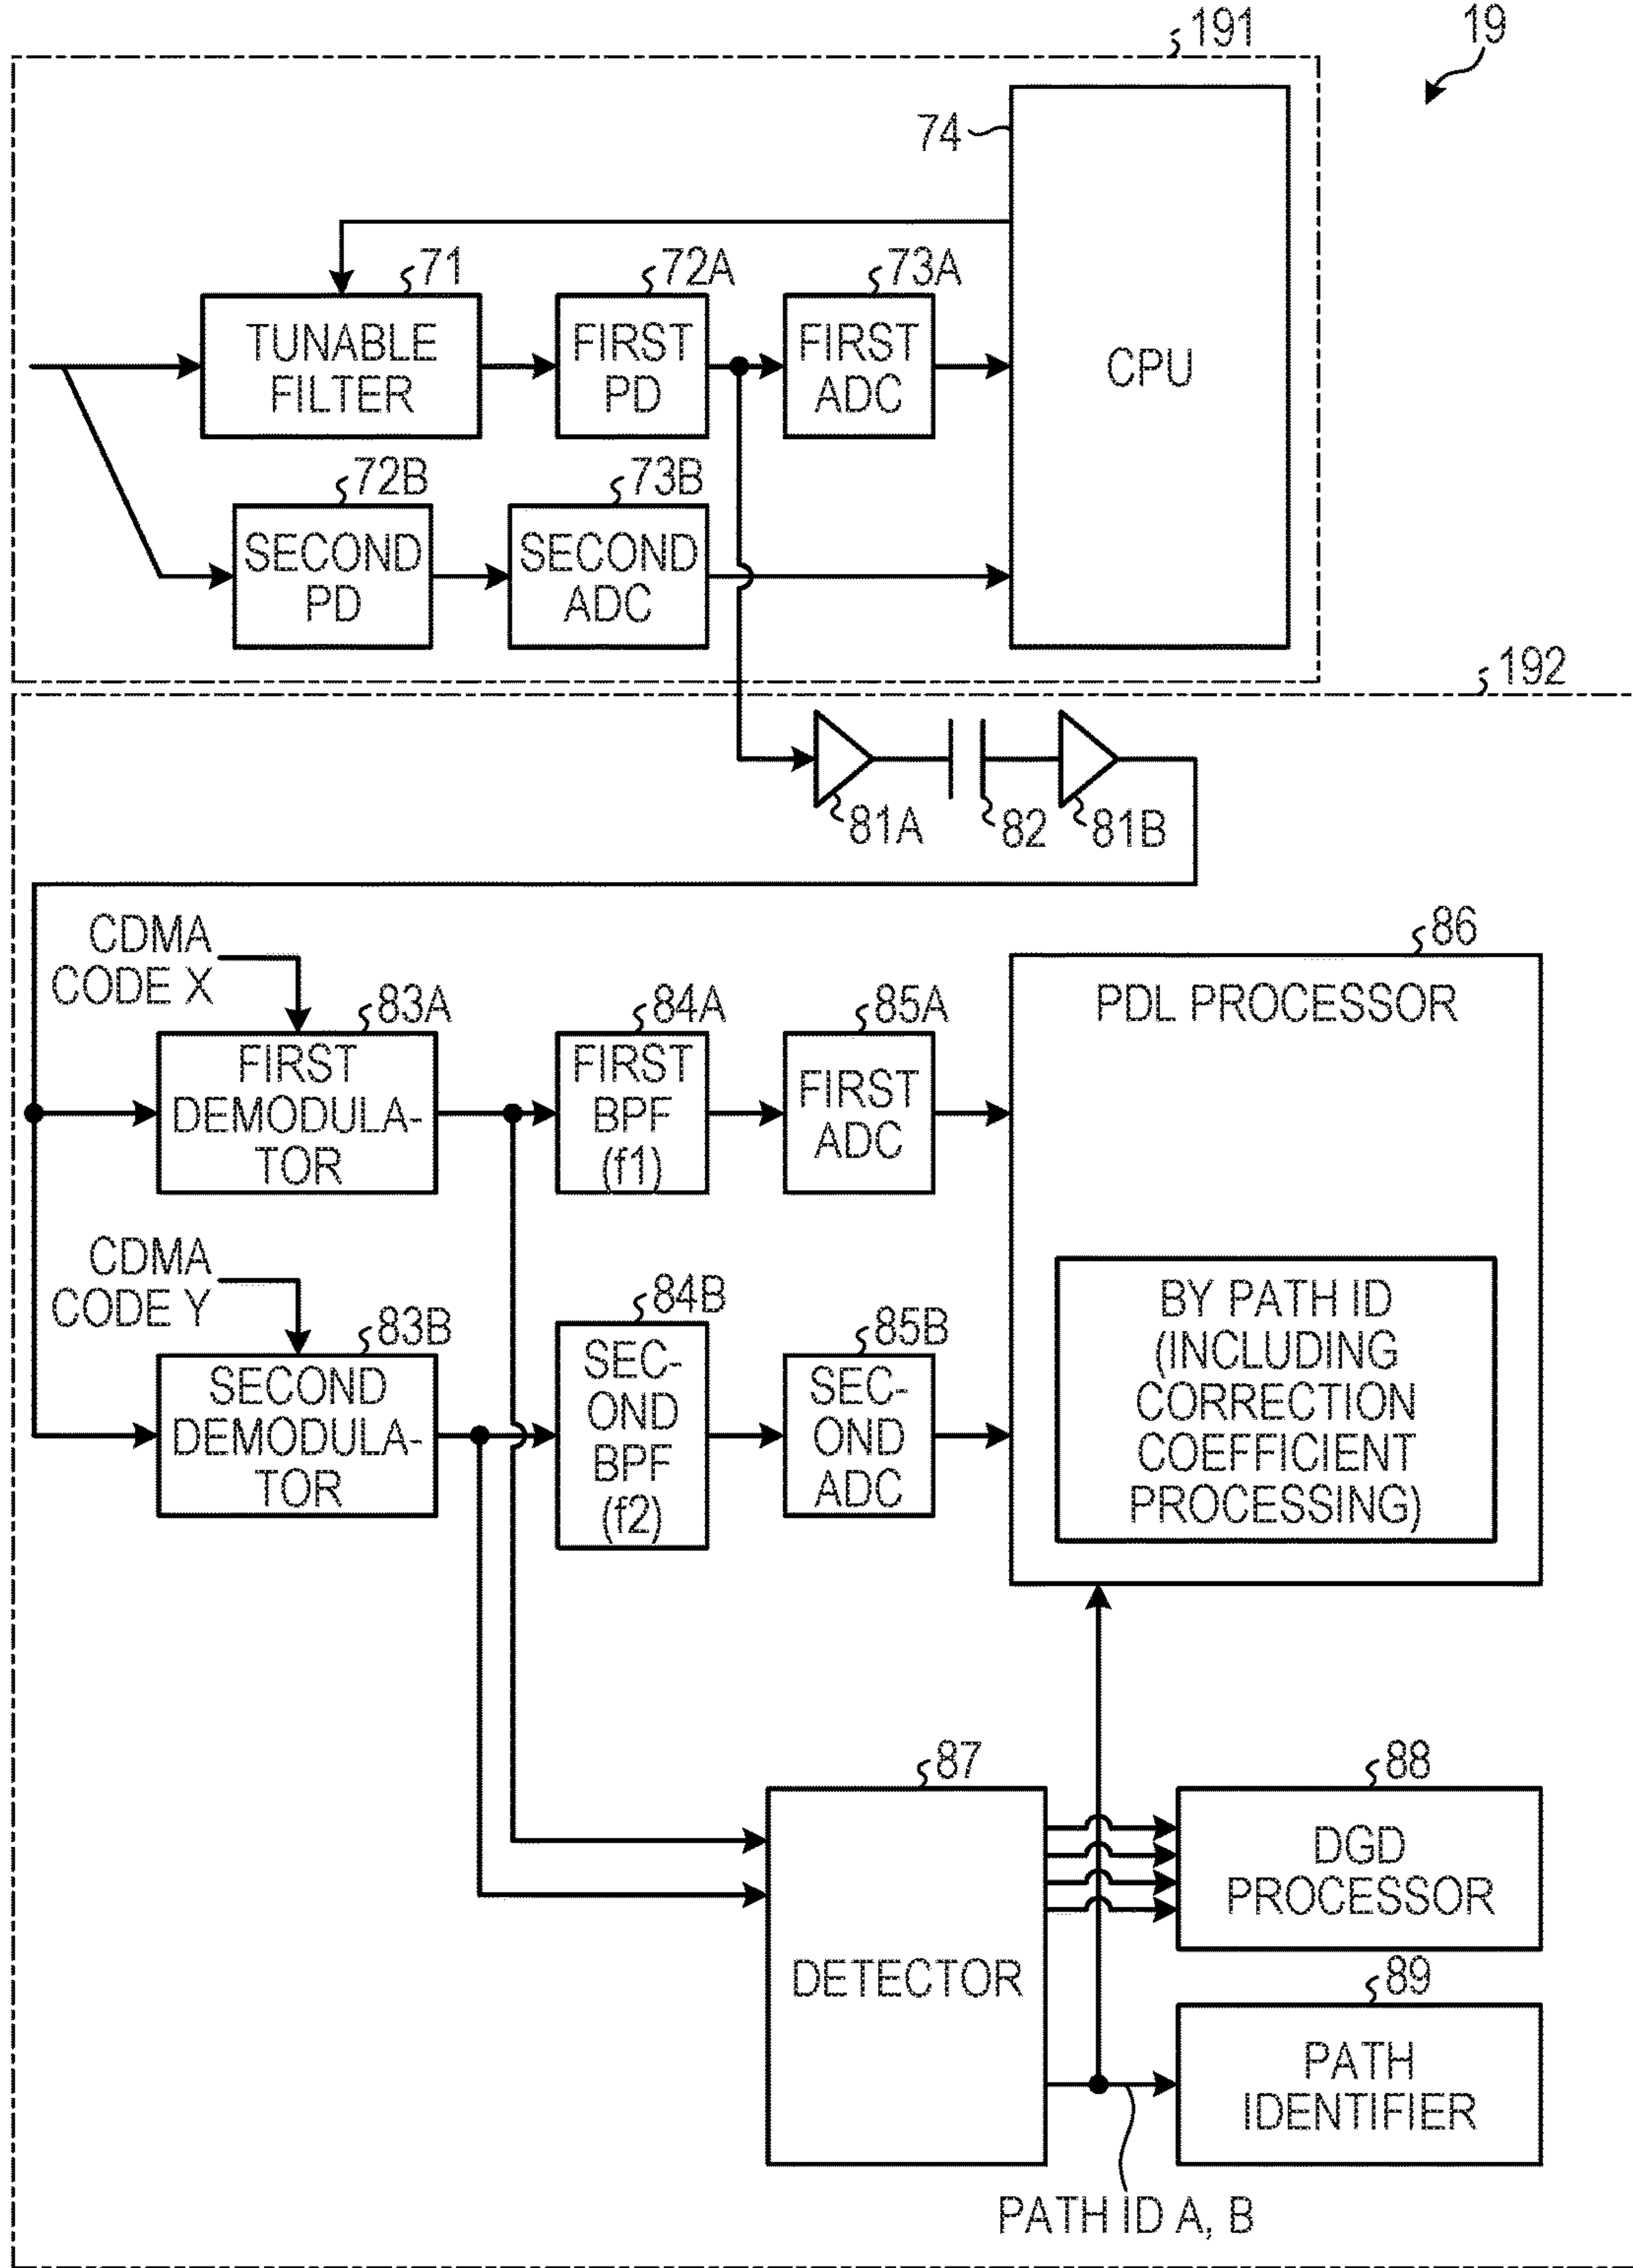 191
19
74
71
72A
73A
TUNABLE
FILTER
FIRST
PD
FIRST
ADC
CPU
72B
73B
SECOND
PD
SECOND
ADC
192
81A
82
81B
CDMA
CODE X
83A
84A
85A
86
FIRST
DEMODULA-
TOR
FIRST
BPF
(f1)
FIRST
ADC
PDL PROCESSOR
CDMA
CODE Y
83B
84B
85B
SECOND
DEMODULA-
TOR
SEC-
OND
BPF
(f2)
SEC-
OND
ADC
BY PATH ID
(INCLUDING
CORRECTION
COEFFICIENT
PROCESSING)
87
88
DETECTOR
DGD
PROCESSOR
89
PATH
IDENTIFIER
PATH ID A, B